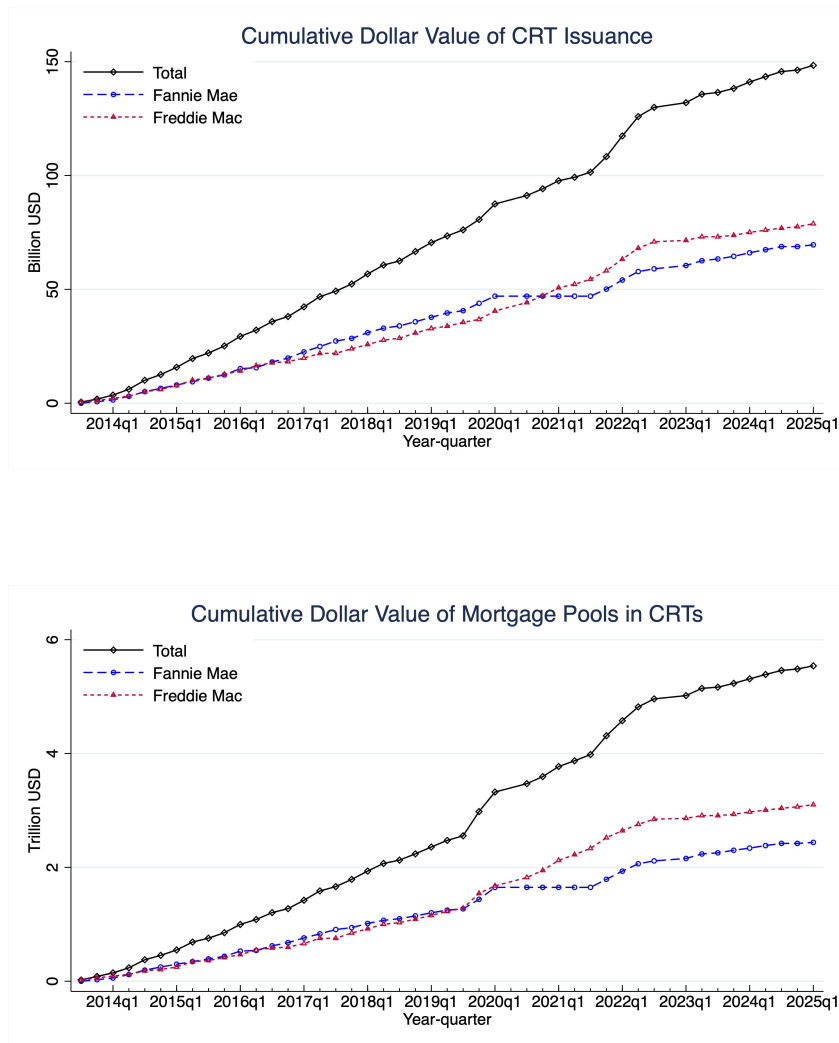 Cumulative Dollar Value of CRT Issuance
150
100
50
0
Billion USD
Total
Fannie Mae
Freddie Mac
2014q1 2015q1 2016q1 2017q1 2018q1 2019q1 2020q1 2021q1 2022q1 2023q1 2024q1 2025q1
Year-quarter
Cumulative Dollar Value of Mortgage Pools in CRTs
6
4
2
0
Trillion USD
Total
Fannie Mae
Freddie Mac
2014q1 2015q1 2016q1 2017q1 2018q1 2019q1 2020q1 2021q1 2022q1 2023q1 2024q1 2025q1
Year-quarter